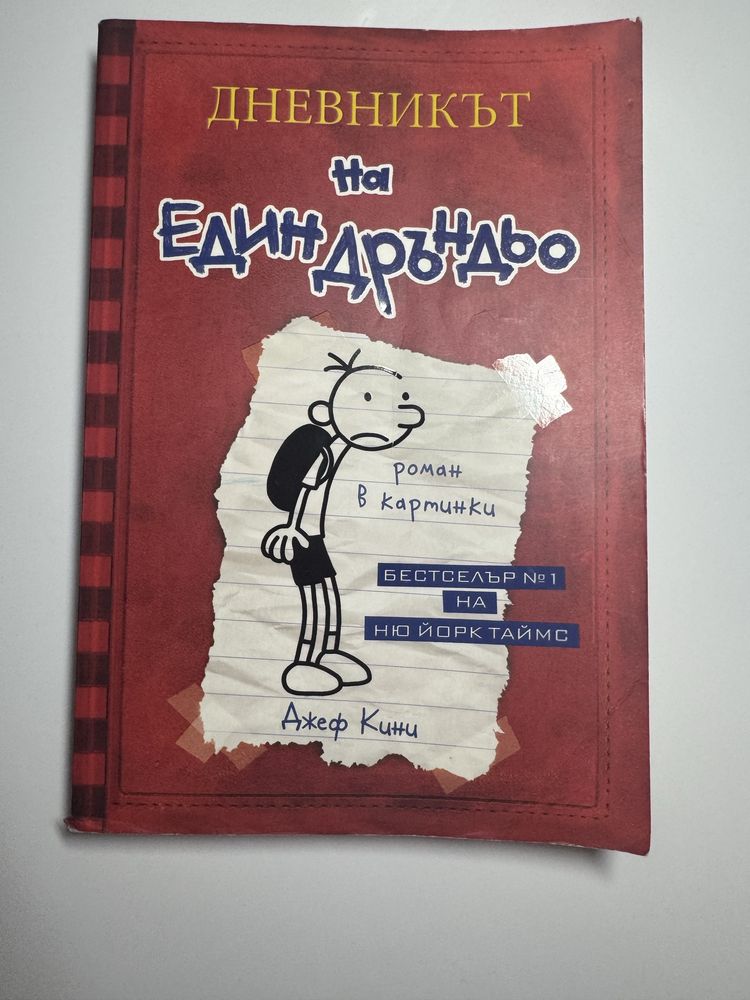 ДНЕВНИКЪТ
на
ЕДИН ДРЪНДЬО
роман
в картинки
БЕСТСЕЛЪР №1
НА
НЮ ЙОРК ТАЙМС
Джеф Кини